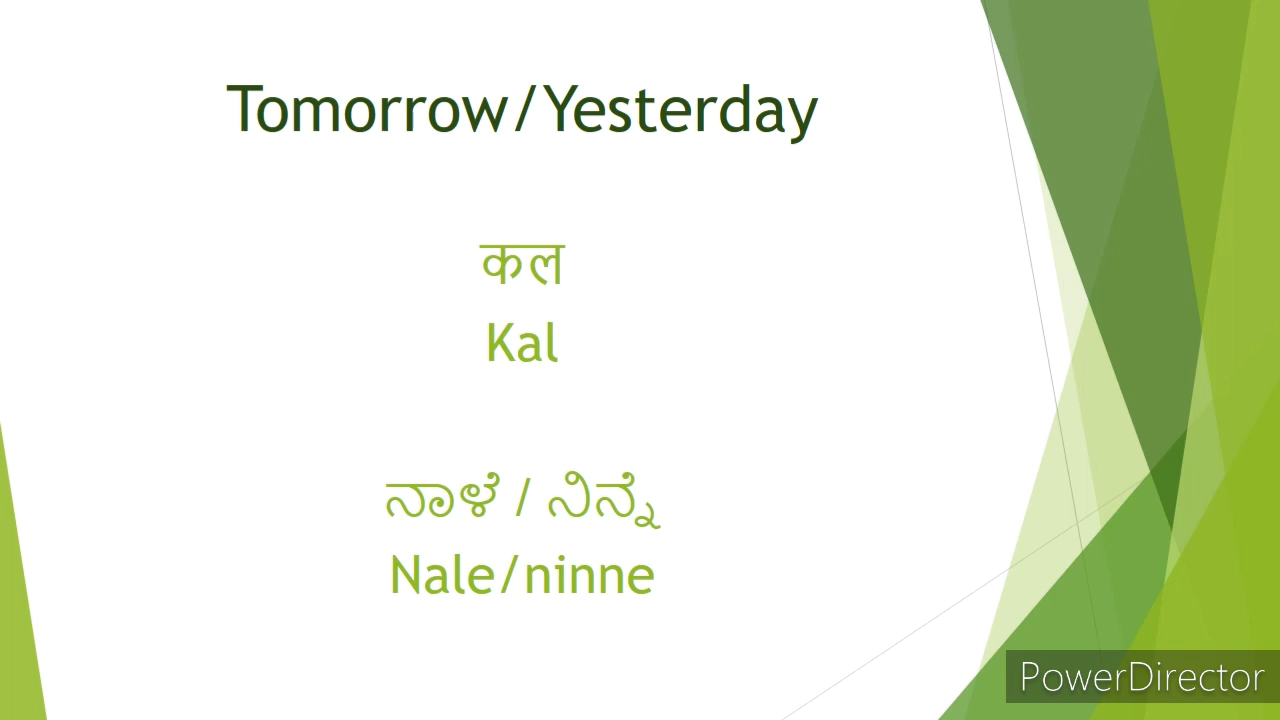 Tomorrow/Yesterday
कल
Kal
ನಾಳೆ / ನಿನ್ನೆ
Nale/ninne
PowerDirector